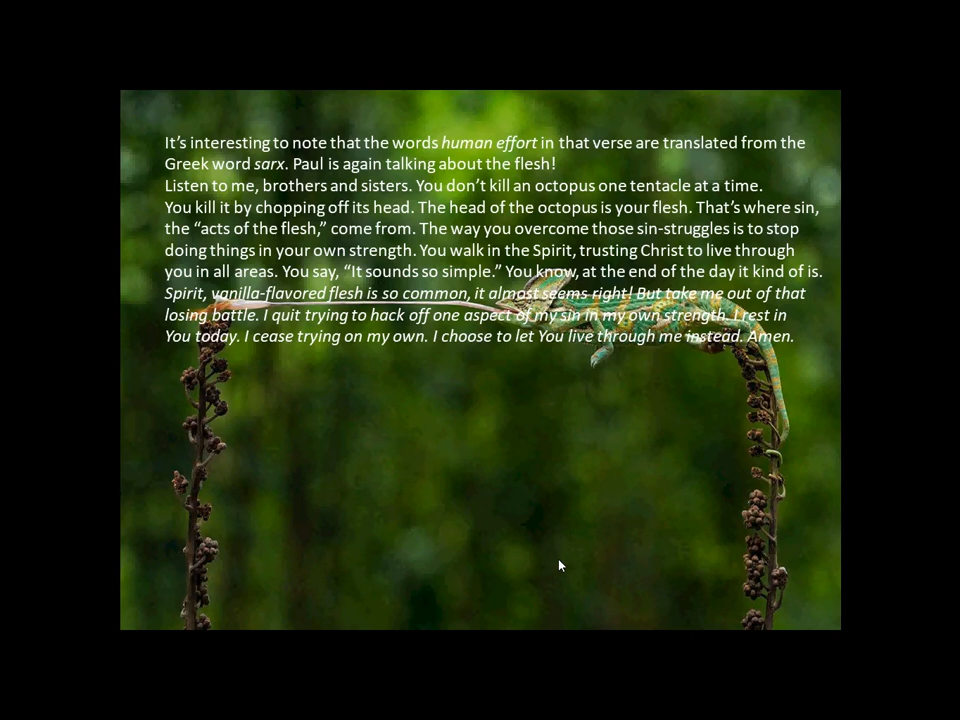 It’s interesting to note that the words human effort in that verse are translated from the
Greek word sarx. Paul is again talking about the flesh!
Listen to me, brothers and sisters. You don’t kill an octopus one tentacle at a time.
You kill it by chopping off its head. The head of the octopus is your flesh. That’s where sin,
the “acts of the flesh,” come from. The way you overcome those sin-struggles is to stop
doing things in your own strength. You walk in the Spirit, trusting Christ to live through
you in all areas. You say, “It sounds so simple.” You know, at the end of the day it kind of is.
Spirit, vanilla-flavored flesh is so common, it almost seems right! But take me out of that
losing battle. I quit trying to hack off one aspect of my sin in my own strength. I rest in
You today. I cease trying on my own. I choose to let You live through me instead. Amen.